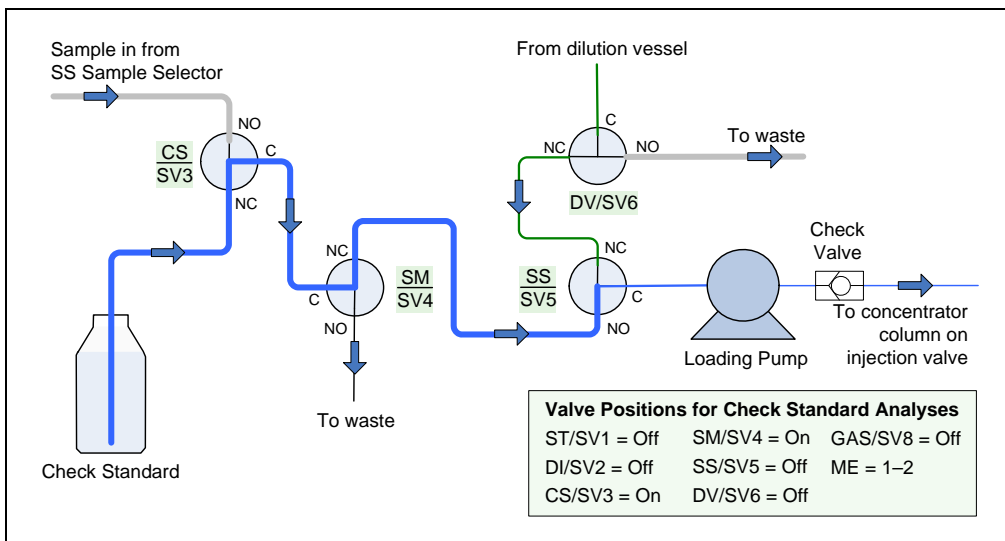 Sample in from
SS Sample Selector
From dilution vessel
NO
C
CS
SV3
NC
C
NC
NO
To waste
DV/SV6
NC
SM
SV4
C
NO
To waste
NC
SS
SV5
C
NO
Check
Valve
Loading Pump
To concentrator
column on
injection valve
Check Standard
Valve Positions for Check Standard Analyses
ST/SV1 = Off SM/SV4 = On GAS/SV8 = Off
DI/SV2 = Off SS/SV5 = Off ME = 1–2
CS/SV3 = On DV/SV6 = Off